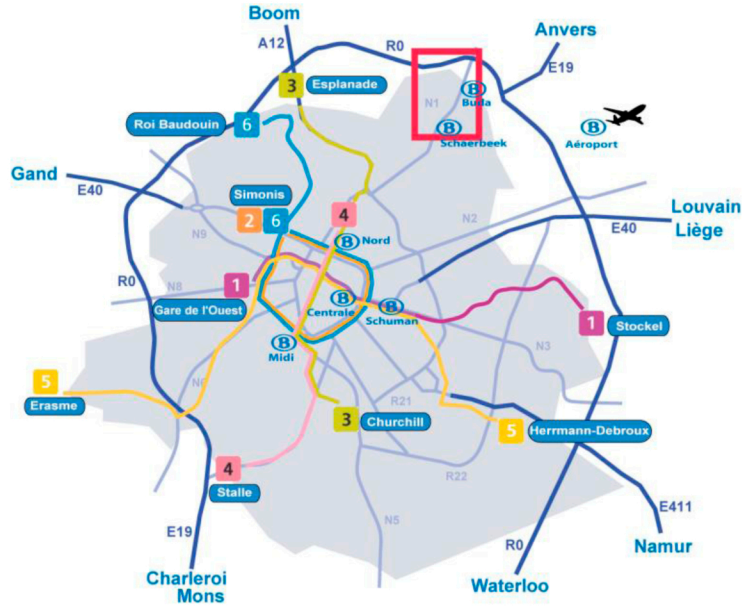 Boom
Anvers
A12
R0
E19
3 Esplanade
N1
B
Buda
B
Schaerbeek
B
Aéroport
Roi Baudouin 6
Gand
E40
Simonis
2 6
4
N9
N2
Louvain
Liège
E40
B Nord
R0
N8
1
Gare de l'Ouest
B
Centrale
B
Schuman
1 Stockel
B
Midi
N3
5
Erasme
N6
R21
3 Churchill
5 Herrmann-Debroux
4
Stalle
R22
N5
E411
E19
R0
Namur
Charleroi
Mons
Waterloo